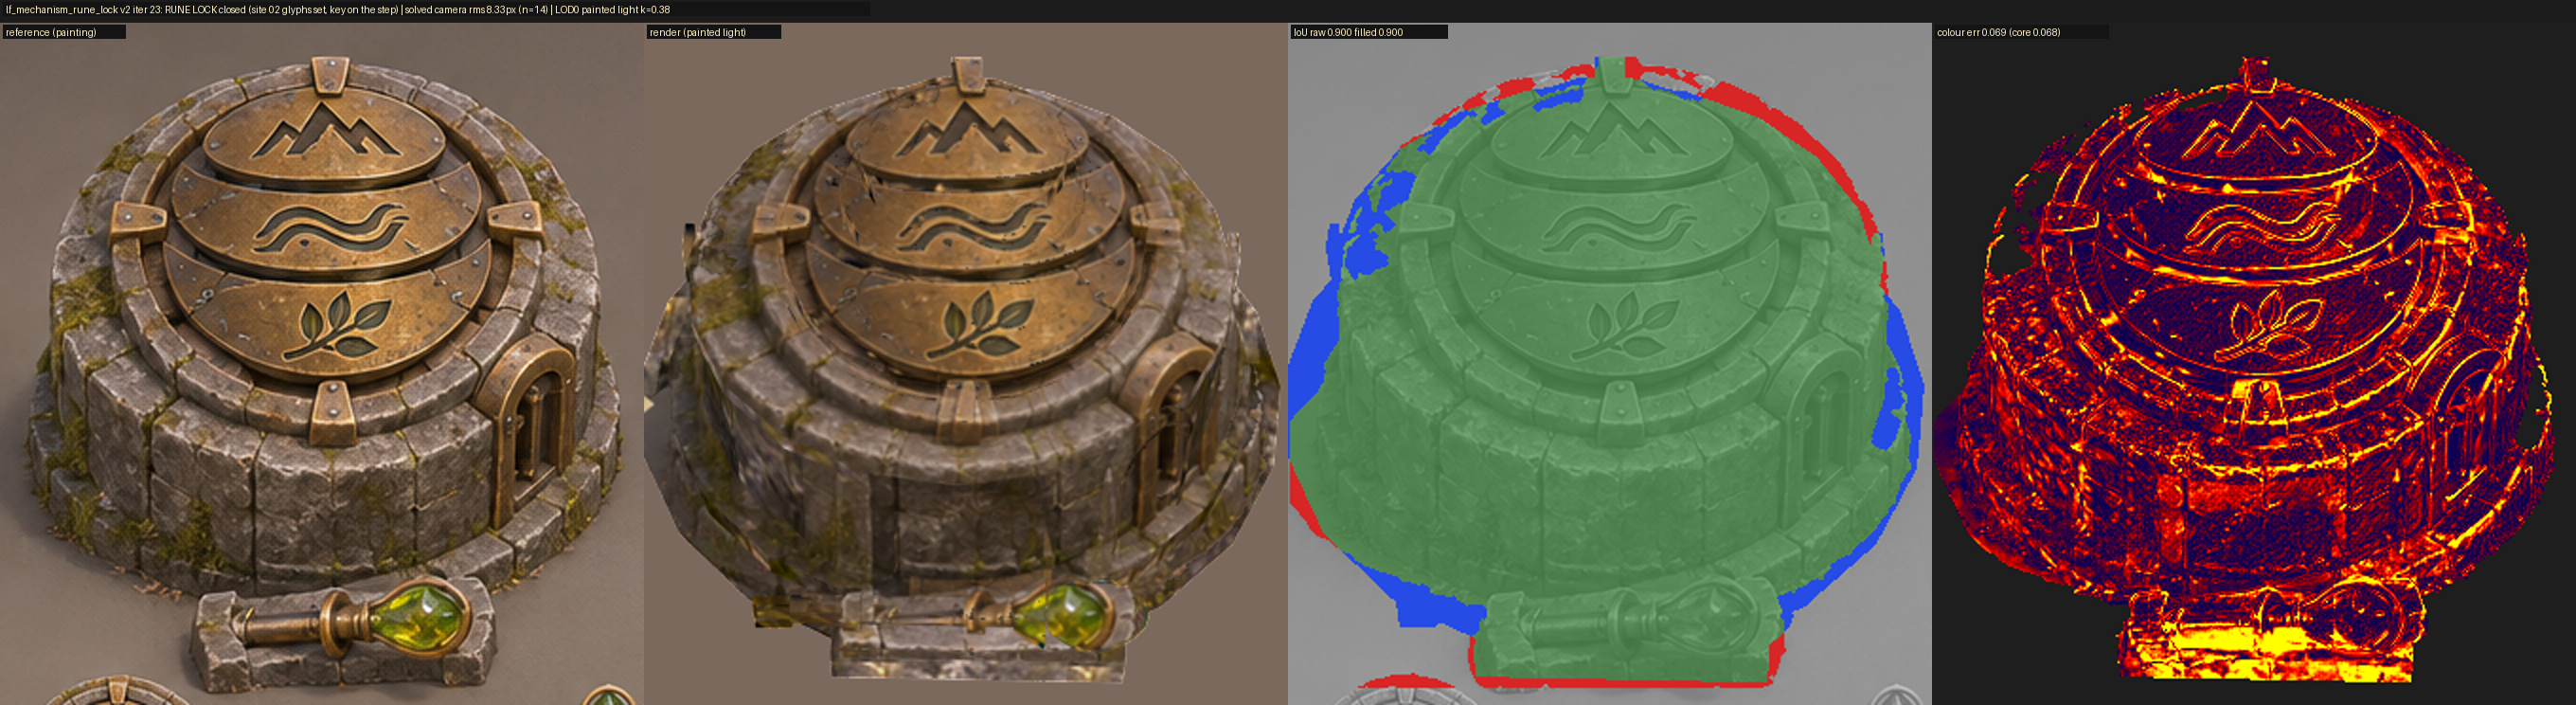 lf_mechanism_rune_lock v2 iter 23: RUNE LOCK closed (site 02 glyphs set, key on the step) | solved camera rms 8.33px (n=14) | LOD0 painted light k=0.38
reference (painting)
render (painted light)
IoU raw 0.900 filled 0.900
colour err 0.069 (core 0.068)